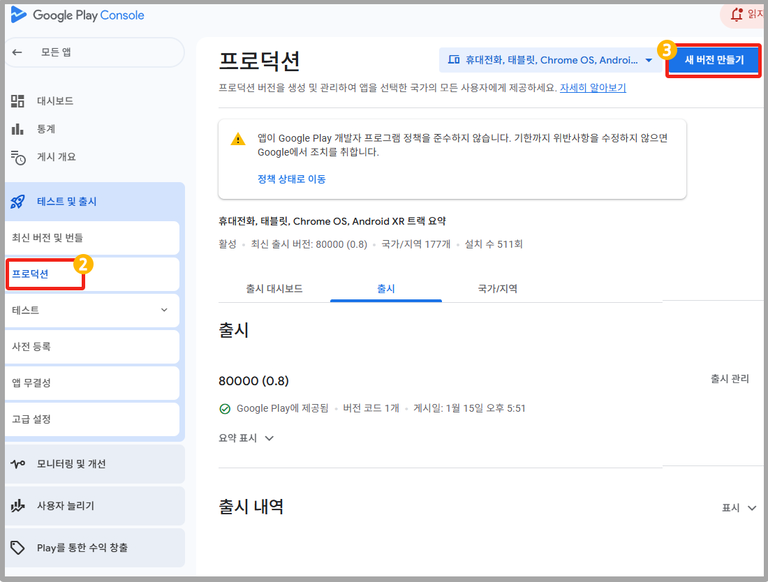 Google Play Console
모든 앱
대시보드
통계
게시 개요
테스트 및 출시
최신 버전 및 번들
2
프로덕션
테스트
사전 등록
앱 무결성
고급 설정
모니터링 및 개선
사용자 늘리기
Play를 통한 수익 창출
프로덕션
휴대전화, 태블릿, Chrome OS, Androi...
3
새 버전 만들기
프로덕션 버전을 생성 및 관리하여 앱을 선택한 국가의 모든 사용자에게 제공하세요. 자세히 알아보기
앱이 Google Play 개발자 프로그램 정책을 준수하지 않습니다. 기한까지 위반사항을 수정하지 않으면
Google에서 조치를 취합니다.
정책 상태로 이동
휴대전화, 태블릿, Chrome OS, Android XR 트랙 요약
활성 • 최신 출시 버전: 80000 (0.8) • 국가/지역 177개 • 설치 수 511회
출시 대시보드
출시
국가/지역
출시
80000 (0.8)
출시 관리
Google Play에 제공됨 • 버전 코드 1개 • 게시일: 1월 15일 오후 5:51
요약 표시
출시 내역
표시